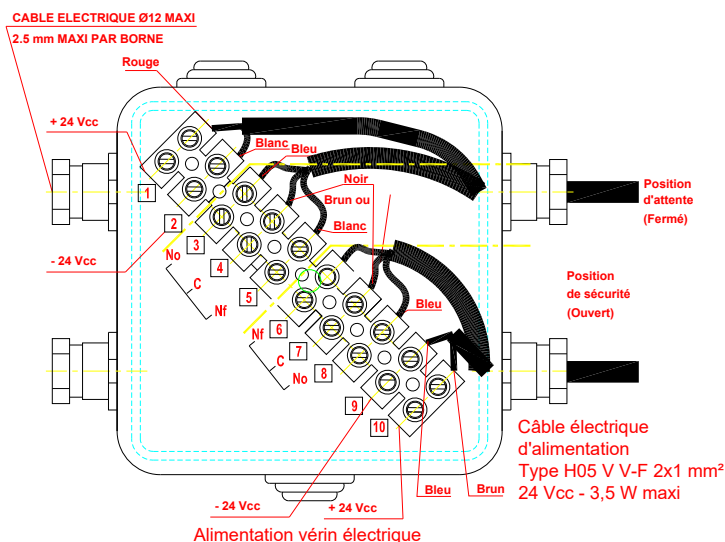 CABLE ELECTRIQUE Ø12 MAXI
2.5 mm MAXI PAR BORNE
Rouge
+ 24 Vcc
Blanc
Bleu
Noir
Brun ou
Blanc
Position
d'attente
(Fermé)
1
2
3
4
5
6
7
8
9
10
- 24 Vcc
No
C
Nf
Nf
C
No
Position
de sécurité
(Ouvert)
Bleu
Bleu
Brun
Câble électrique
d'alimentation
Type H05 V V-F 2x1 mm²
24 Vcc - 3,5 W maxi
- 24 Vcc
+ 24 Vcc
Alimentation vérin électrique